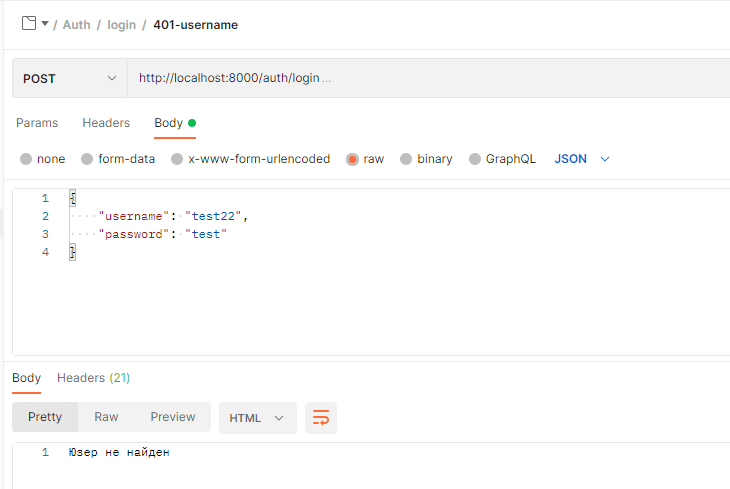 / Auth / login / 401-username
POST http://localhost:8000/auth/login ...
Params Headers Body
none form-data x-www-form-urlencoded raw binary GraphQL JSON
1 {
2 ····"username":·"test22",
3 ····"password":·"test"
4 }
Body Headers (21)
Pretty Raw Preview HTML
1 Юзер не найден